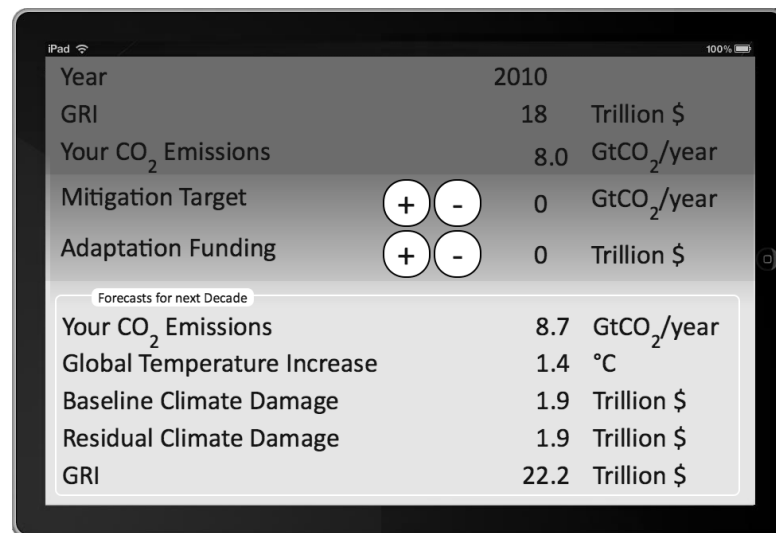 iPad 100%
Year 2010
GRI 18 Trillion $
Your CO2 Emissions 8.0 GtCO2/year
Mitigation Target + - 0 GtCO2/year
Adaptation Funding + - 0 Trillion $
Forecasts for next Decade
Your CO2 Emissions 8.7 GtCO2/year
Global Temperature Increase 1.4 °C
Baseline Climate Damage 1.9 Trillion $
Residual Climate Damage 1.9 Trillion $
GRI 22.2 Trillion $